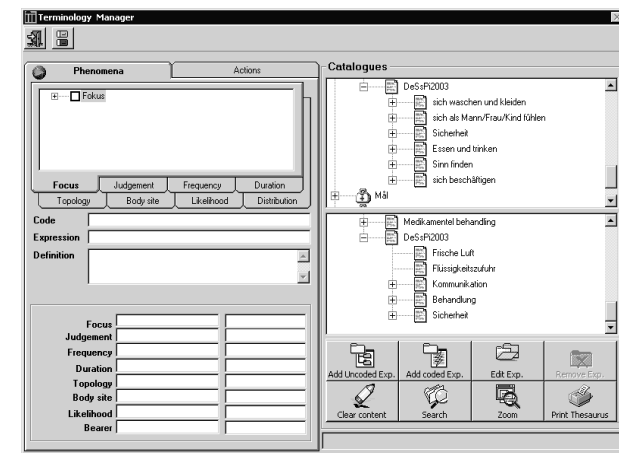 Terminology Manager
Phenomena
Actions
Fokus
Focus
Judgement
Frequency
Duration
Topology
Body site
Likelihood
Distribution
Code
Expression
Definition
Focus
Judgement
Frequency
Duration
Topology
Body site
Likelihood
Bearer
Catalogues
DeSsPi2003
sich waschen und kleiden
sich als Mann/Frau/Kind fühlen
Sicherheit
Essen und trinken
Sinn finden
sich beschäftigen
Mål
Medikamentel behandling
DeSsPi2003
Frische Luft
Flüssigkeitszufuhr
Kommunikation
Behandlung
Sicherheit
Add Uncoded Exp.
Add coded Exp.
Edit Exp.
Remove Exp.
Clear content
Search
Zoom
Print Thesaurus